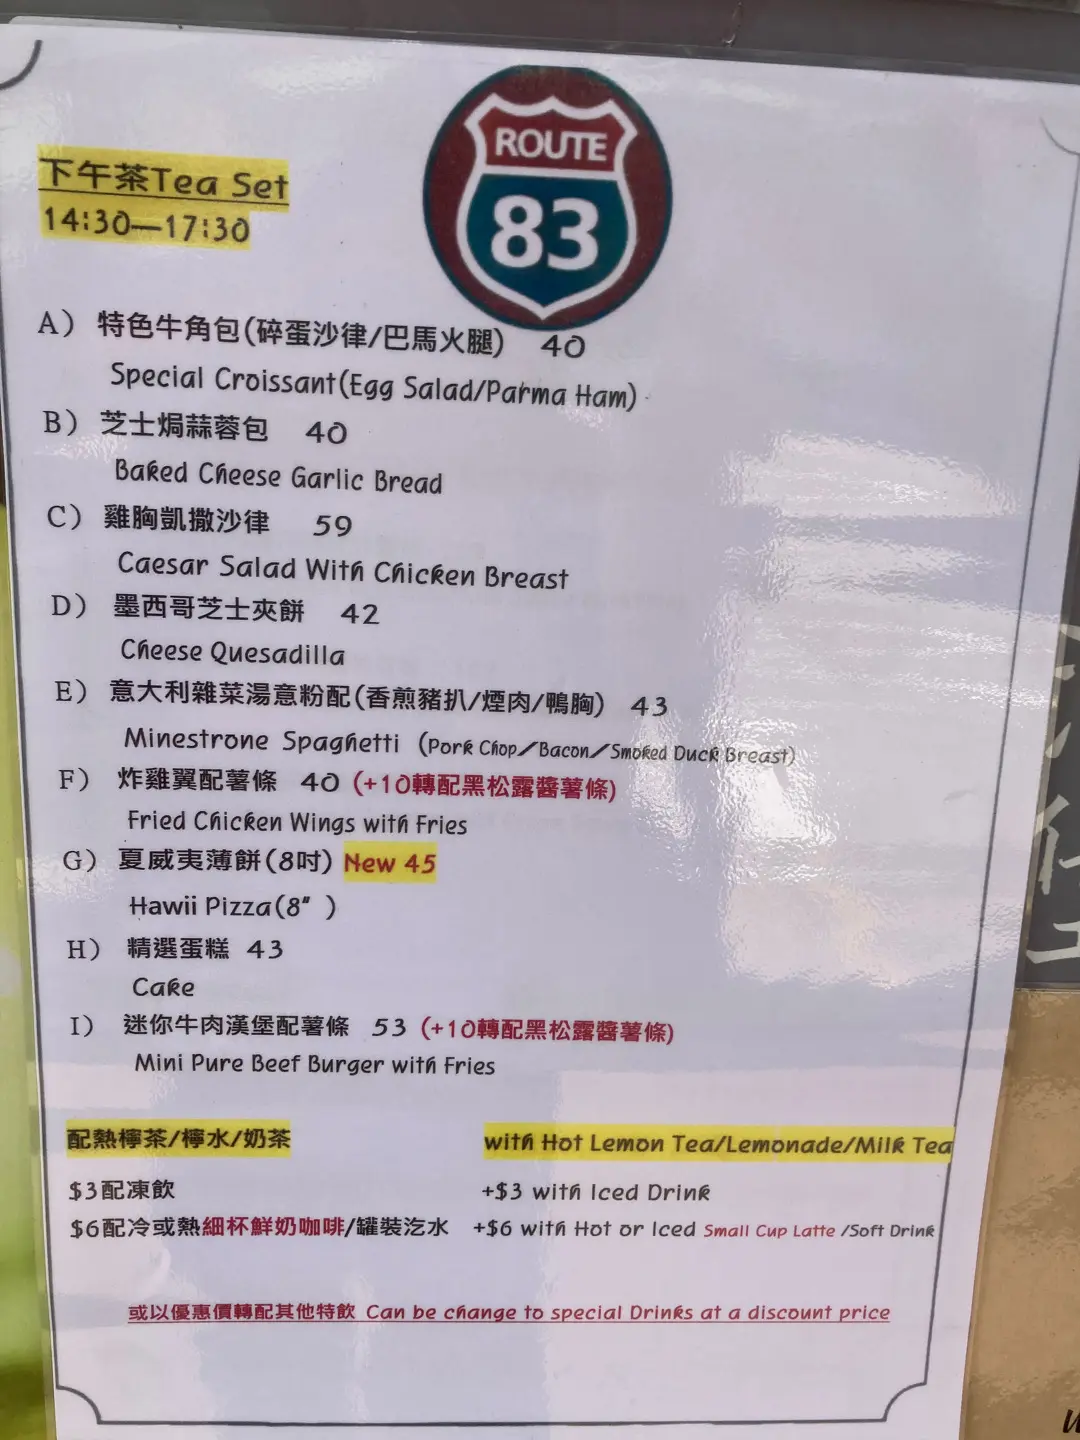 ROUTE
83
下午茶Tea Set
14:30—17:30
A) 特色牛角包(碎蛋沙律/巴馬火腿) 40
Special Croissant(Egg Salad/Parma Ham)
B) 芝士焗蒜蓉包 40
Baked Cheese Garlic Bread
C) 雞胸凱撒沙律 59
Caesar Salad With Chicken Breast
D) 墨西哥芝士夾餅 42
Cheese Quesadilla
E) 意大利雜菜湯意粉配(香煎豬扒/煙肉/鴨胸) 43
Minestrone Spaghetti (Pork Chop/Bacon/Smoked Duck Breast)
F) 炸雞翼配薯條 40 (+10轉配黑松露醬薯條)
Fried Chicken Wings with Fries
G) 夏威夷薄餅(8吋) New 45
Hawii Pizza(8" )
H) 精選蛋糕 43
Cake
I) 迷你牛肉漢堡配薯條 53 (+10轉配黑松露醬薯條)
Mini Pure Beef Burger with Fries
配熱檸茶/檸水/奶茶 with Hot Lemon Tea/Lemonade/Milk Tea
$3配凍飲 +$3 with Iced Drink
$6配冷或熱細杯鮮奶咖啡/罐裝汔水 +$6 with Hot or Iced Small Cup Latte /Soft Drink
或以優惠價轉配其他特飲 Can be change to special Drinks at a discount price